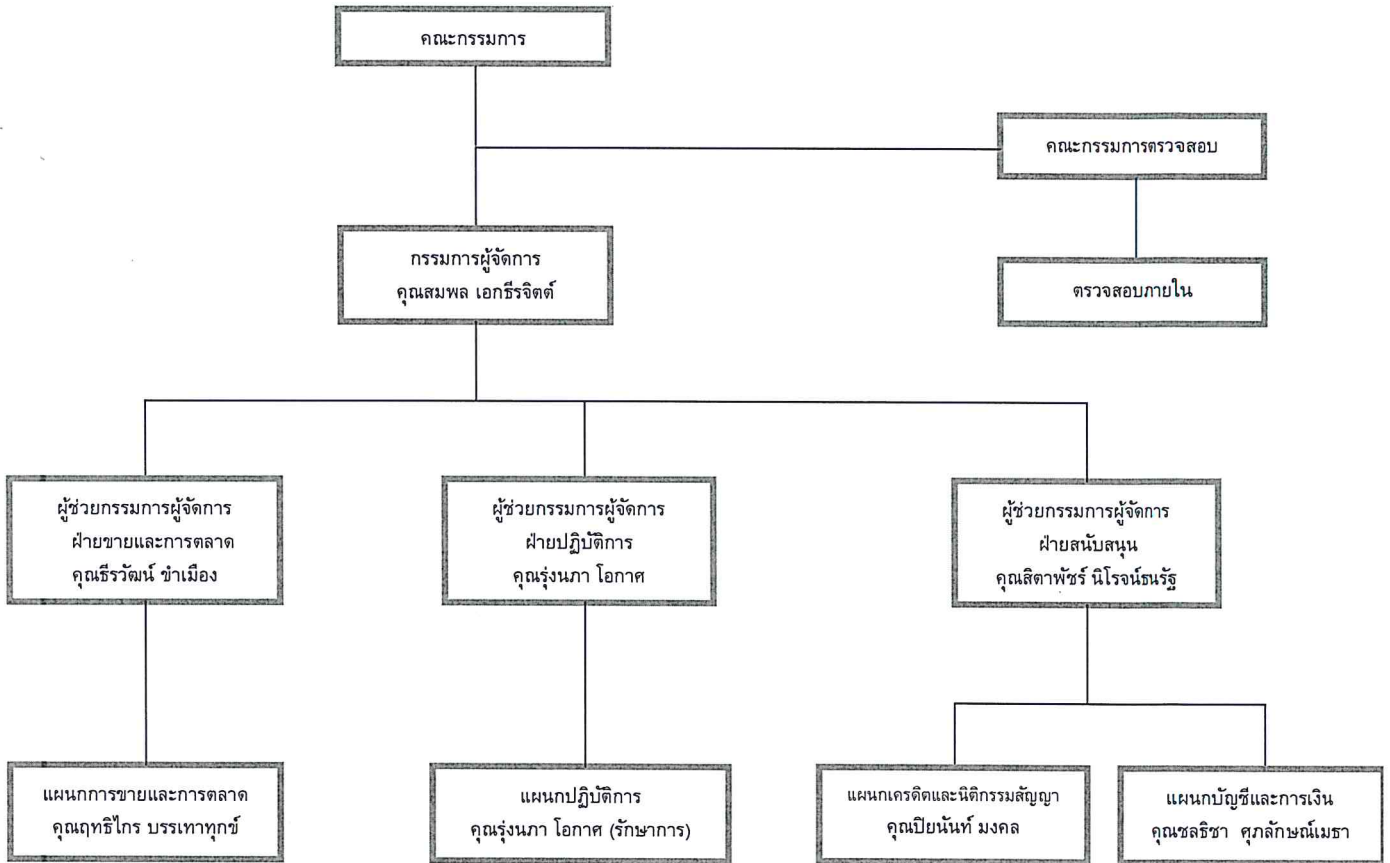 คณะกรรมการ
คณะกรรมการตรวจสอบ
กรรมการผู้จัดการ
คุณสมพล เอกธีรจิตต์
ตรวจสอบภายใน
ผู้ช่วยกรรมการผู้จัดการ
ฝ่ายขายและการตลาด
คุณธีรวัฒน์ ขำเมือง
ผู้ช่วยกรรมการผู้จัดการ
ฝ่ายปฏิบัติการ
คุณรุ่งนภา โอกาศ
ผู้ช่วยกรรมการผู้จัดการ
ฝ่ายสนับสนุน
คุณสิตาพัชร์ นิโรจน์ธนรัฐ
แผนกการขายและการตลาด
คุณฤทธิไกร บรรเทาทุกข์
แผนกปฏิบัติการ
คุณรุ่งนภา โอกาศ (รักษาการ)
แผนกเครดิตและนิติกรรมสัญญา
คุณปิยนันท์ มงคล
แผนกบัญชีและการเงิน
คุณชลธิชา ศุภลักษณ์เมธา